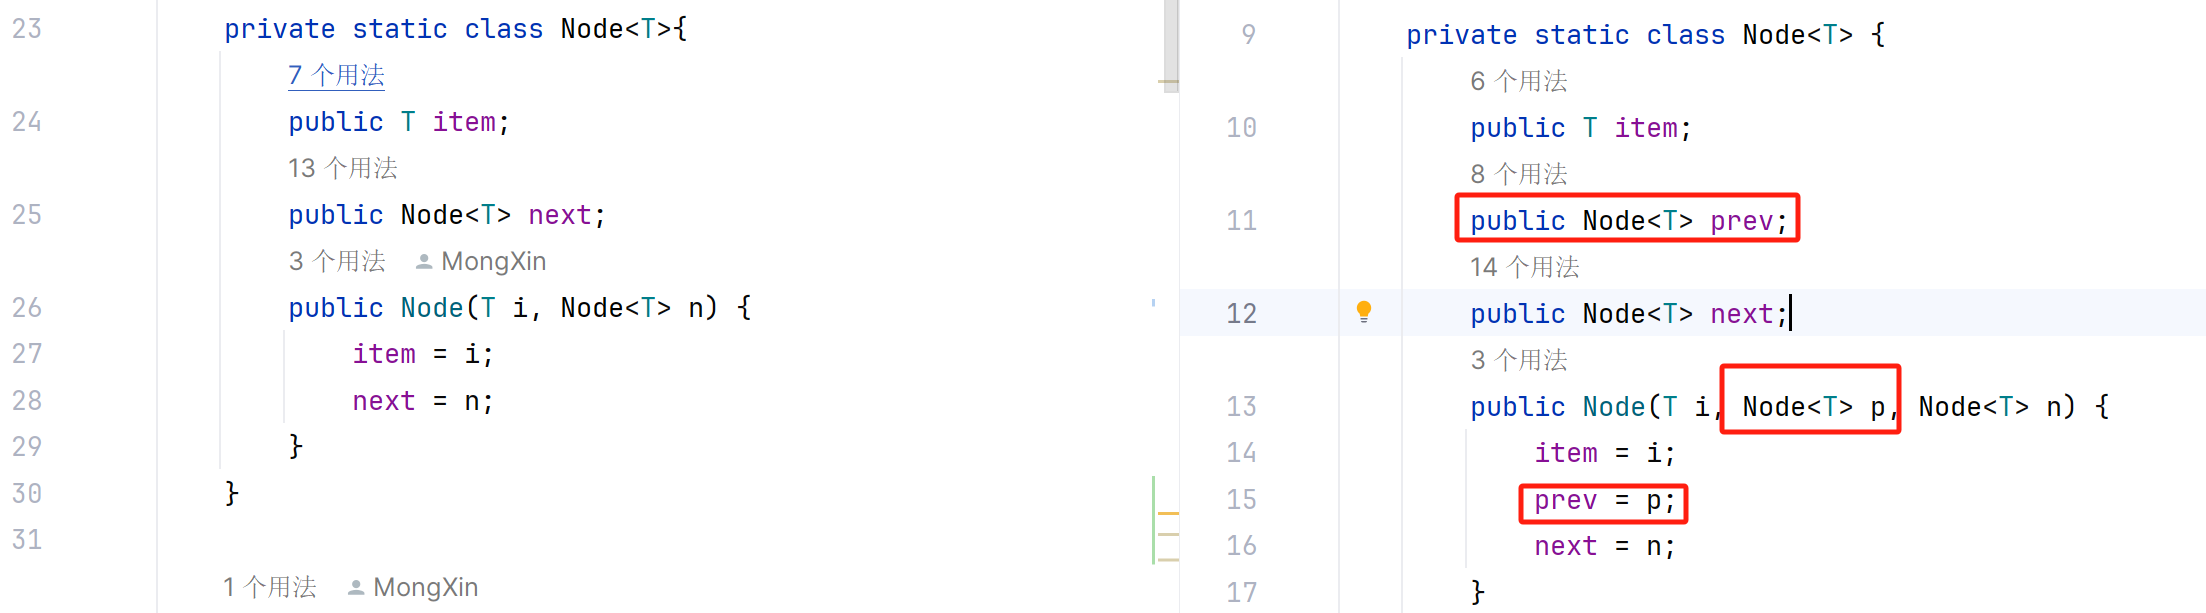 23 private static class Node<T>{
7 个用法
24 public T item;
13 个用法
25 public Node<T> next;
3 个用法 MongXin
26 public Node(T i, Node<T> n) {
27 item = i;
28 next = n;
29 }
30 }
31
1 个用法 MongXin
9 private static class Node<T> {
6 个用法
10 public T item;
8 个用法
11 public Node<T> prev;
14 个用法
12 public Node<T> next;
3 个用法
13 public Node(T i, Node<T> p, Node<T> n) {
14 item = i;
15 prev = p;
16 next = n;
17 }